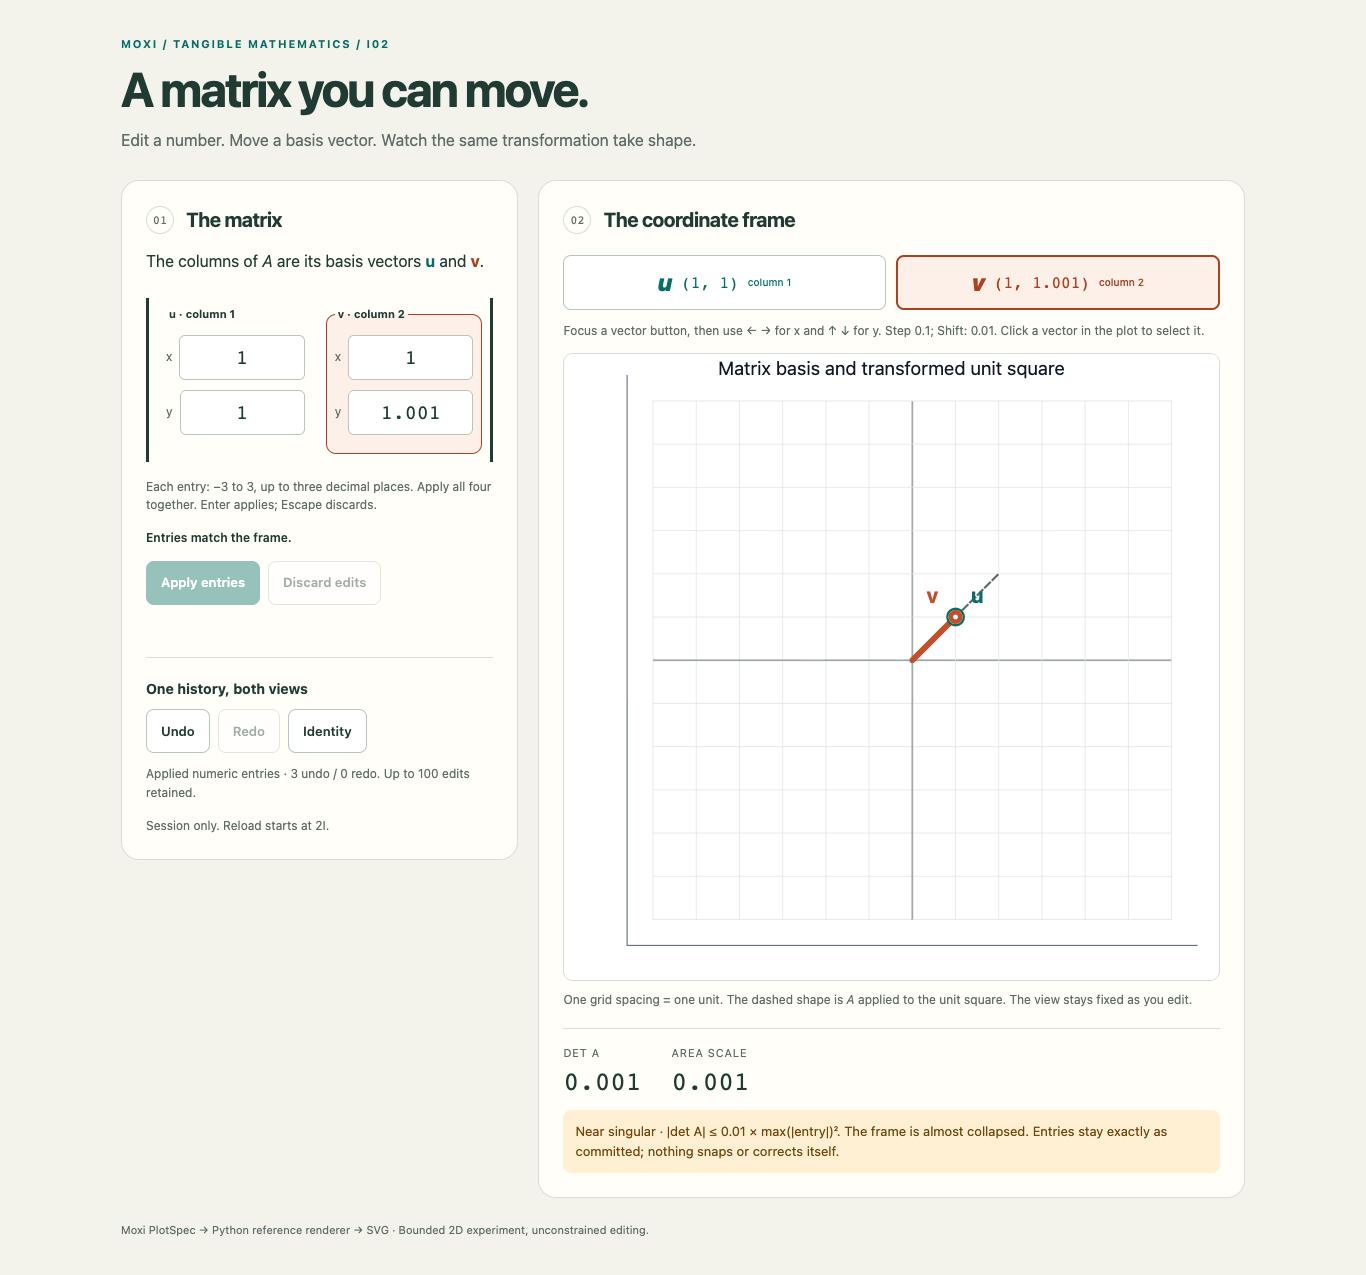 MOXI / TANGIBLE MATHEMATICS / I02
A matrix you can move.
Edit a number. Move a basis vector. Watch the same transformation take shape.
01 The matrix
The columns of A are its basis vectors u and v.
u · column 1
x 1
y 1
v · column 2
x 1
y 1.001
Each entry: −3 to 3, up to three decimal places. Apply all four
together. Enter applies; Escape discards.
Entries match the frame.
Apply entries Discard edits
One history, both views
Undo Redo Identity
Applied numeric entries · 3 undo / 0 redo. Up to 100 edits
retained.
Session only. Reload starts at 2I.
02 The coordinate frame
u (1, 1) column 1
v (1, 1.001) column 2
Focus a vector button, then use ← → for x and ↑ ↓ for y. Step 0.1; Shift: 0.01. Click a vector in the plot to select it.
Matrix basis and transformed unit square
v u
One grid spacing = one unit. The dashed shape is A applied to the unit square. The view stays fixed as you edit.
DET A AREA SCALE
0.001 0.001
Near singular · |det A| ≤ 0.01 × max(|entry|)². The frame is almost collapsed. Entries stay exactly as
committed; nothing snaps or corrects itself.
Moxi PlotSpec → Python reference renderer → SVG · Bounded 2D experiment, unconstrained editing.